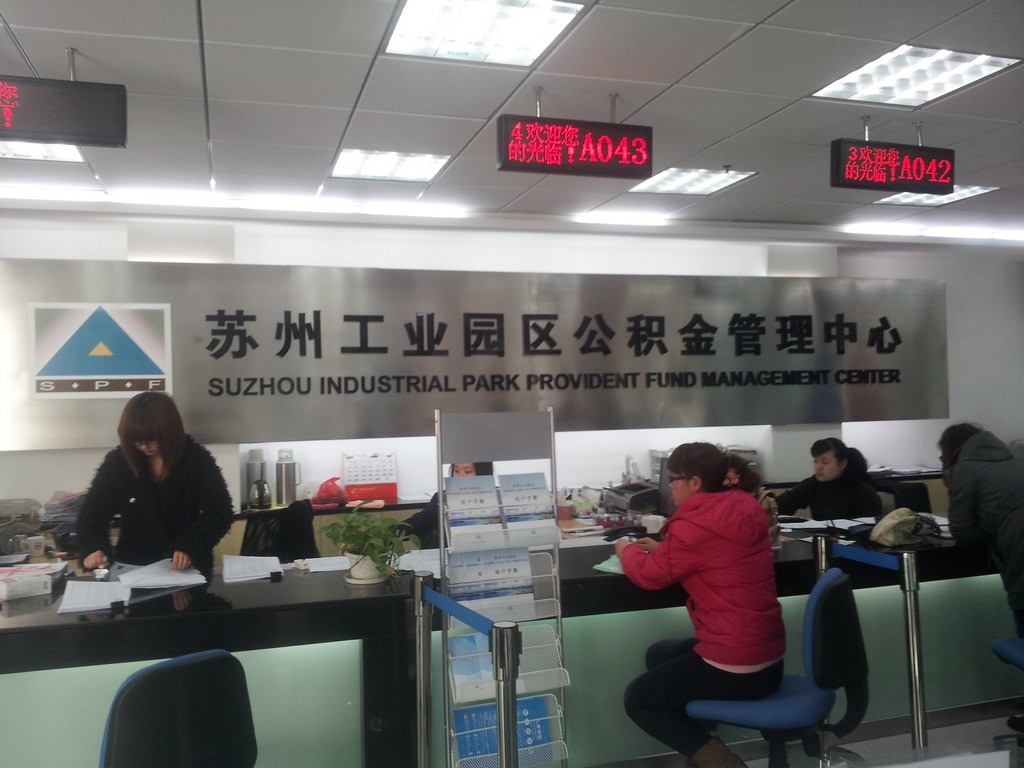 您
4 欢迎您
的光临 A043
3 欢迎您
的光临 A042
苏州工业园区公积金管理中心
SUZHOU INDUSTRIAL PARK PROVIDENT FUND MANAGEMENT CENTER
S·P·F